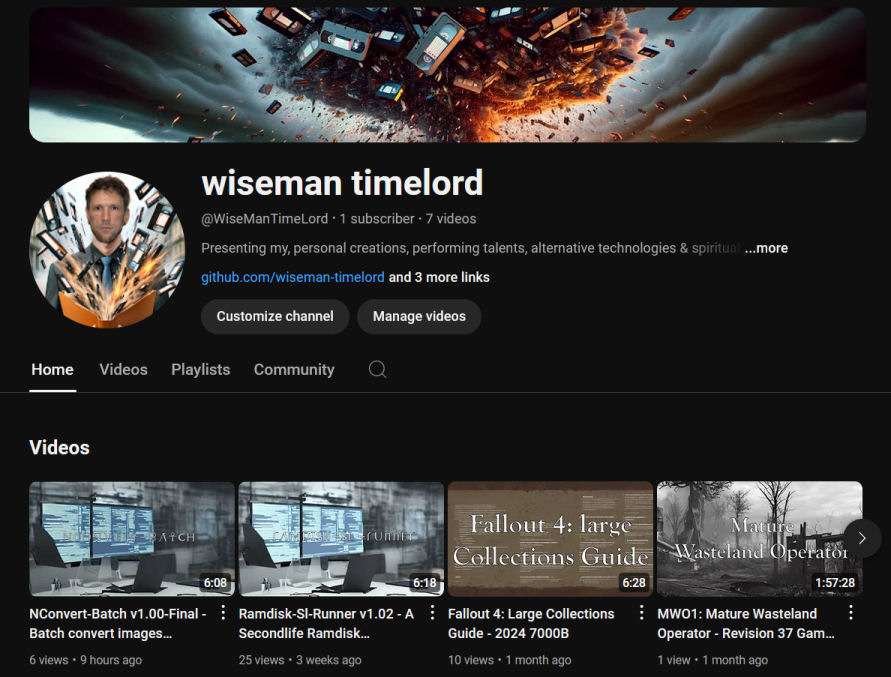 wiseman timelord
@WiseManTimeLord · 1 subscriber · 7 videos
Presenting my, personal creations, performing talents, alternative technologies & spiritual ...more
github.com/wiseman-timelord and 3 more links
Customize channel
Manage videos
Home
Videos
Playlists
Community
Videos
6:08
6:18
Fallout 4: large
Collections Guide
6:28
Mature
Wasteland Operator
1:57:28
NConvert-Batch v1.00-Final -
Batch convert images...
6 views • 9 hours ago
Ramdisk-Sl-Runner v1.02 - A
Secondlife Ramdisk...
25 views • 3 weeks ago
Fallout 4: Large Collections
Guide - 2024 7000B
10 views • 1 month ago
MWO1: Mature Wasteland
Operator - Revision 37 Gam...
1 view • 1 month ago